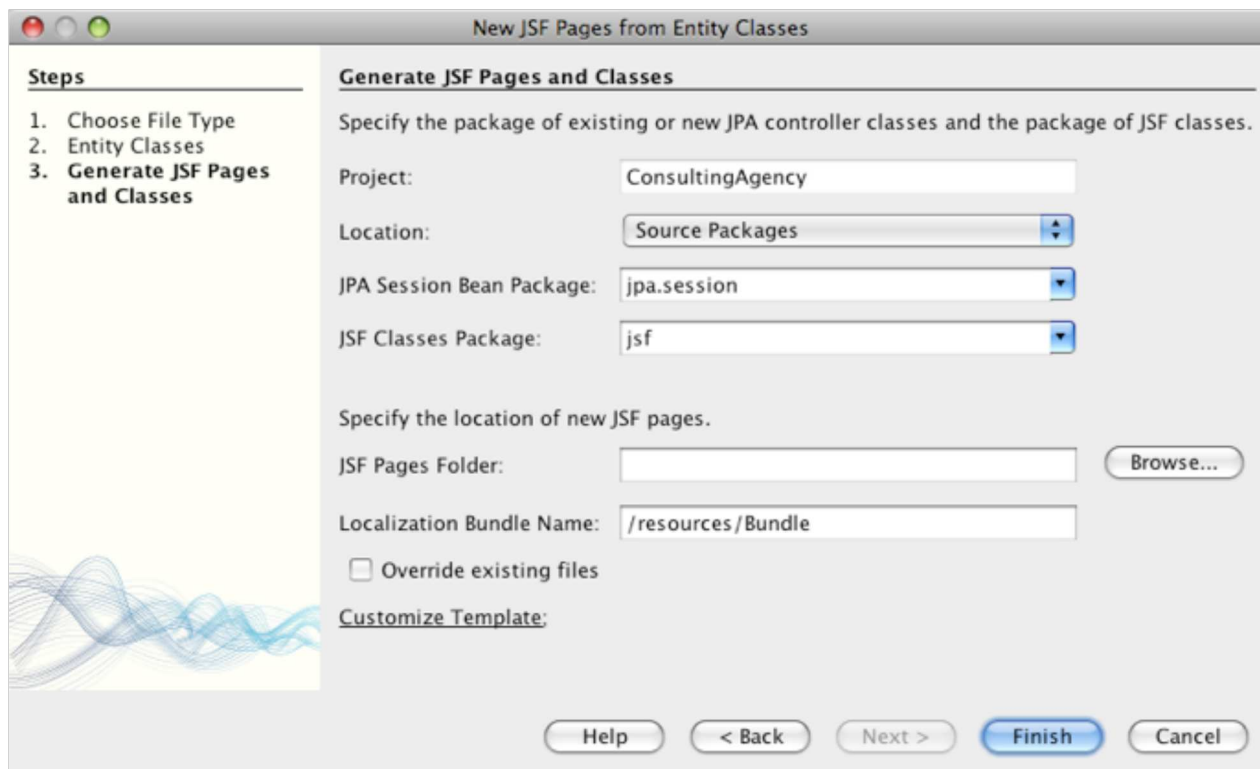 New JSF Pages from Entity Classes
Steps
1. Choose File Type
2. Entity Classes
3. Generate JSF Pages
and Classes
Generate JSF Pages and Classes
Specify the package of existing or new JPA controller classes and the package of JSF classes.
Project: ConsultingAgency
Location: Source Packages
JPA Session Bean Package: jpa.session
JSF Classes Package: jsf
Specify the location of new JSF pages.
JSF Pages Folder: Browse...
Localization Bundle Name: /resources/Bundle
Override existing files
Customize Template;
Help < Back Next > Finish Cancel